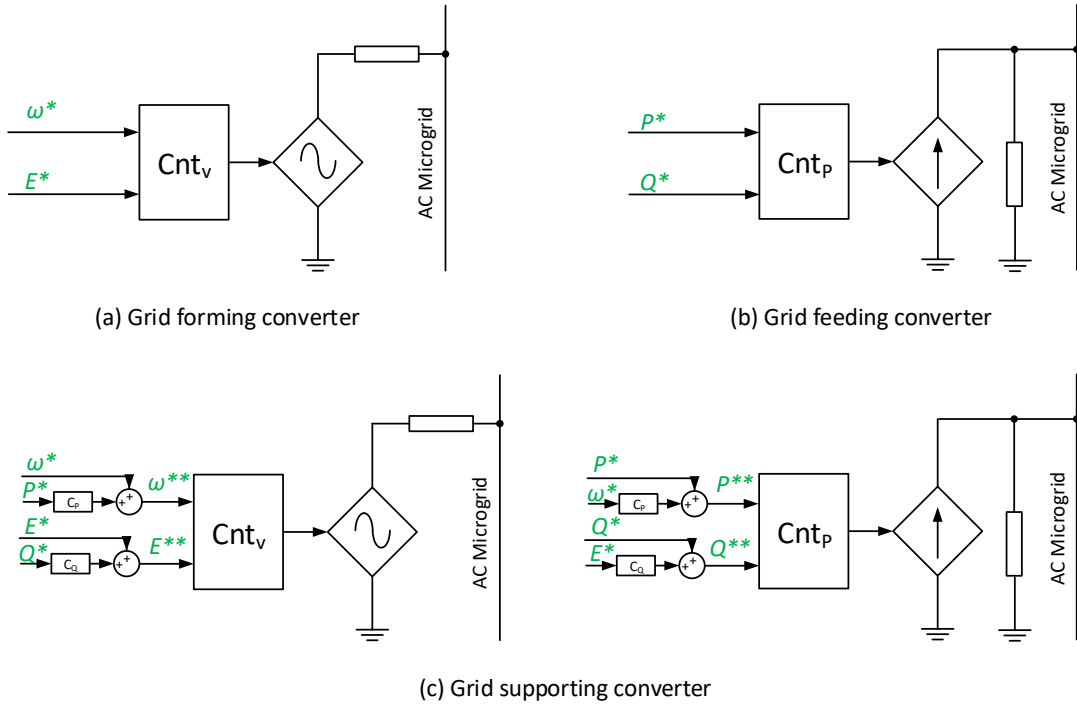 ω*
E*
Cntv
AC Microgrid
(a) Grid forming converter
P*
Q*
CntP
AC Microgrid
(b) Grid feeding converter
ω*
P*
CP
+
+
ω**
E*
Q*
CQ
+
+
E**
Cntv
AC Microgrid
P*
ω*
CP
+
+
P**
Q*
E*
CQ
+
+
Q**
CntP
AC Microgrid
(c) Grid supporting converter